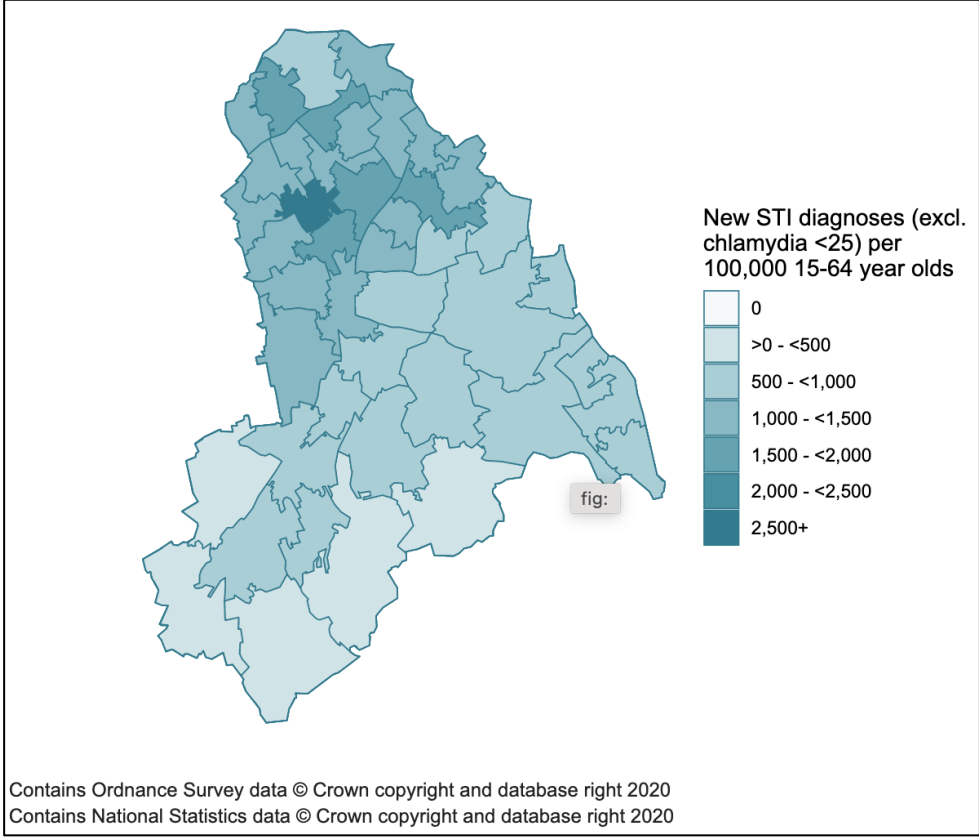 New STI diagnoses (excl.
chlamydia <25) per
100,000 15-64 year olds
0
>0 - <500
500 - <1,000
1,000 - <1,500
1,500 - <2,000
2,000 - <2,500
2,500+
fig:
Contains Ordnance Survey data © Crown copyright and database right 2020
Contains National Statistics data © Crown copyright and database right 2020